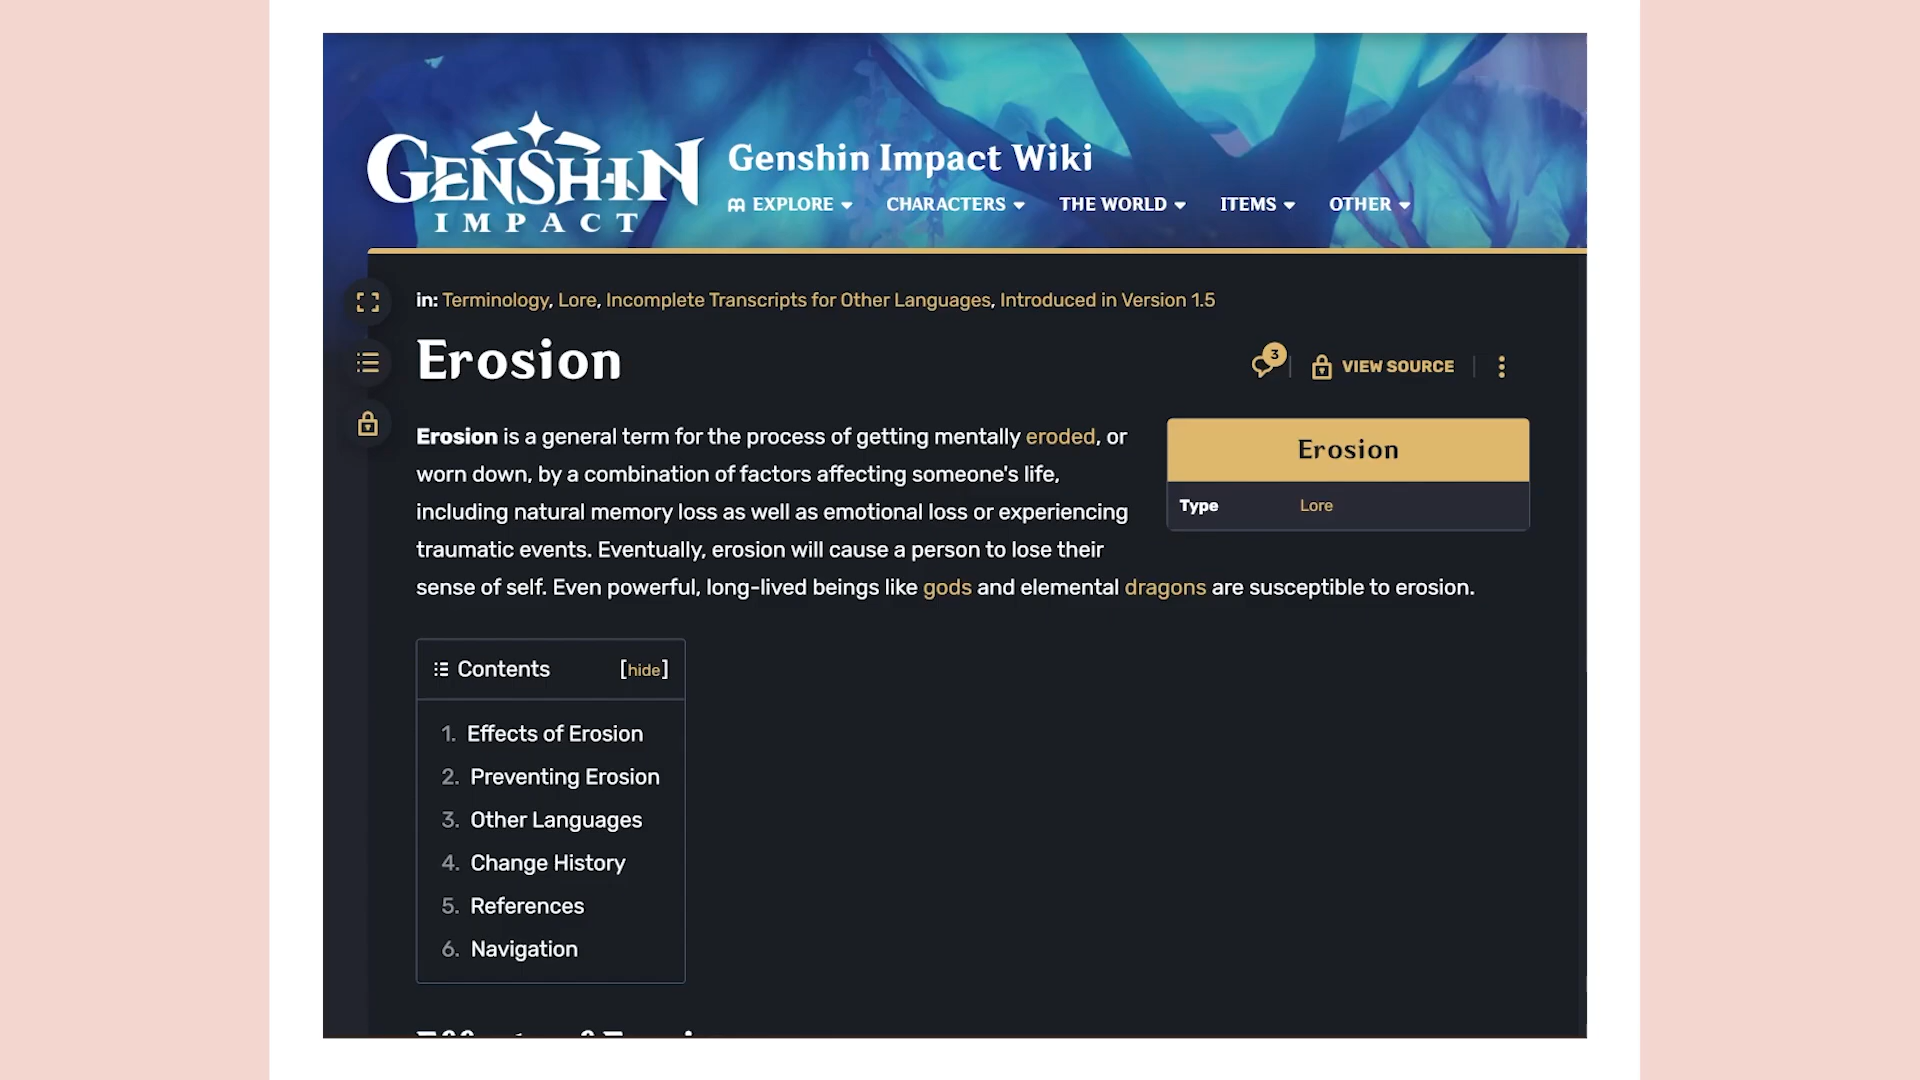 GENSHIN
IMPACT
Genshin Impact Wiki
EXPLORE CHARACTERS THE WORLD ITEMS OTHER
in: Terminology, Lore, Incomplete Transcripts for Other Languages, Introduced in Version 1.5
Erosion
3
VIEW SOURCE
Erosion is a general term for the process of getting mentally eroded, or
worn down, by a combination of factors affecting someone's life,
including natural memory loss as well as emotional loss or experiencing
traumatic events. Eventually, erosion will cause a person to lose their
sense of self. Even powerful, long-lived beings like gods and elemental dragons are susceptible to erosion.
Erosion
Type Lore
Contents [hide]
1. Effects of Erosion
2. Preventing Erosion
3. Other Languages
4. Change History
5. References
6. Navigation